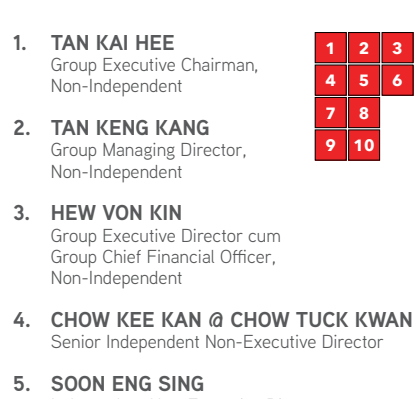 1. TAN KAI HEE
Group Executive Chairman,
Non-Independent
2. TAN KENG KANG
Group Managing Director,
Non-Independent
3. HEW VON KIN
Group Executive Director cum
Group Chief Financial Officer,
Non-Independent
4. CHOW KEE KAN @ CHOW TUCK KWAN
Senior Independent Non-Executive Director
5. SOON ENG SING
1 2 3
4 5 6
7 8
9 10